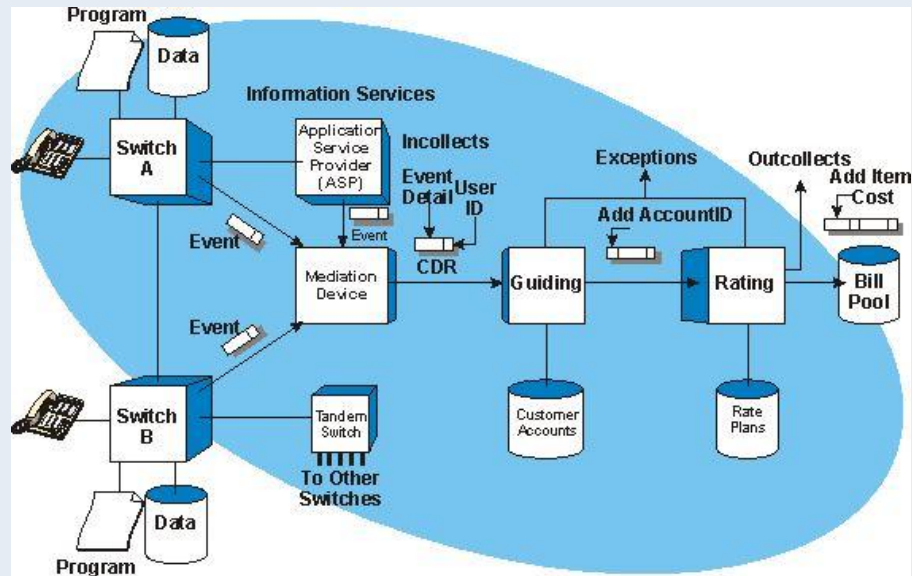 Program
Data
Information Services
Switch
A
Application
Service
Provider
(ASP)
Incollects
Event
Detail
User
ID
Exceptions
Outcollects
Add Item
Cost
Event
Event
CDR
Add AccountID
Mediation
Device
Guiding
Rating
Bill
Pool
Event
Switch
B
Tandem
Switch
To Other
Switches
Customer
Accounts
Rate
Plans
Data
Program